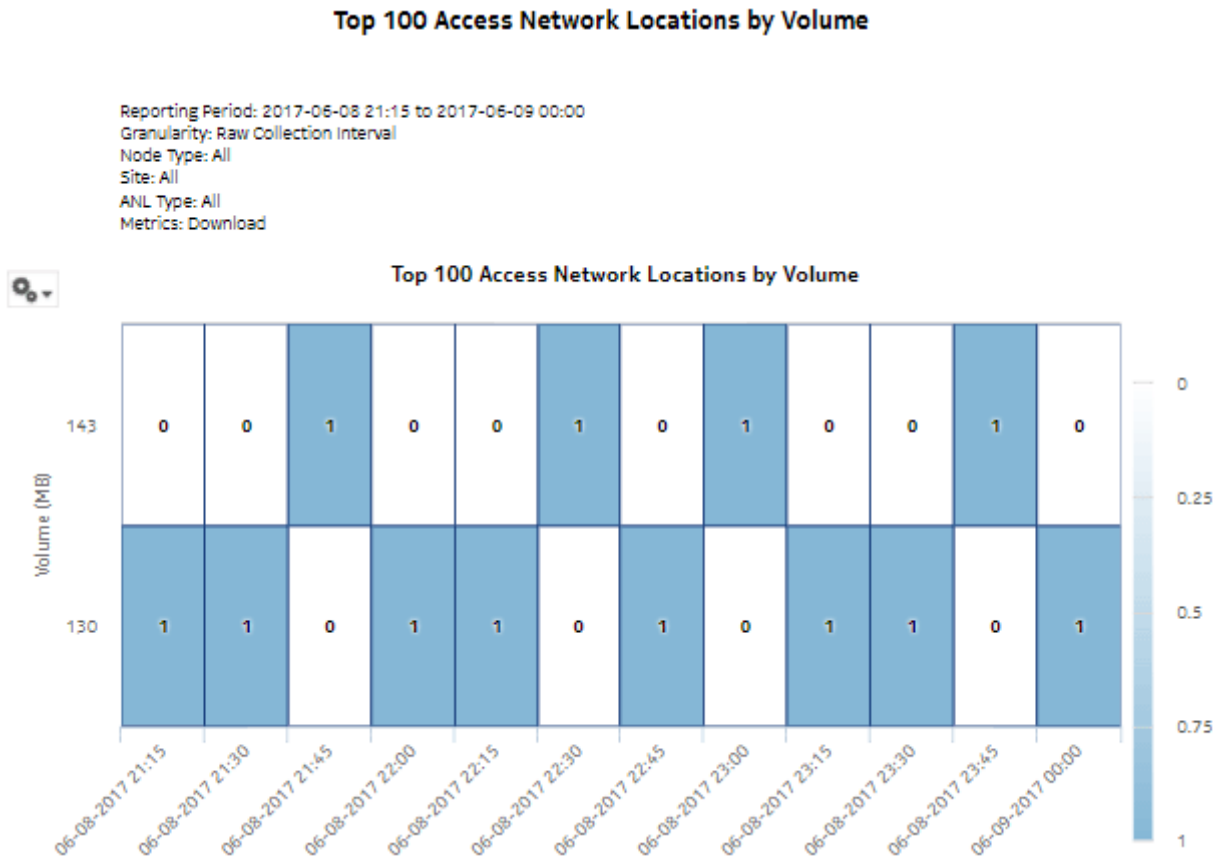 Top 100 Access Network Locations by Volume
Reporting Period: 2017-06-08 21:15 to 2017-06-09 00:00
Granularity: Raw Collection Interval
Node Type: All
Site: All
ANL Type: All
Metrics: Download
Top 100 Access Network Locations by Volume
Volume (MB)
143 0 0 1 0 0 1 0 1 0 0 1 0
130 1 1 0 1 1 0 1 0 1 1 0 1
06-08-2017 21:15
06-08-2017 21:30
06-08-2017 21:45
06-08-2017 22:00
06-08-2017 22:15
06-08-2017 22:30
06-08-2017 22:45
06-08-2017 23:00
06-08-2017 23:15
06-08-2017 23:30
06-08-2017 23:45
06-09-2017 00:00
0
0.25
0.5
0.75
1